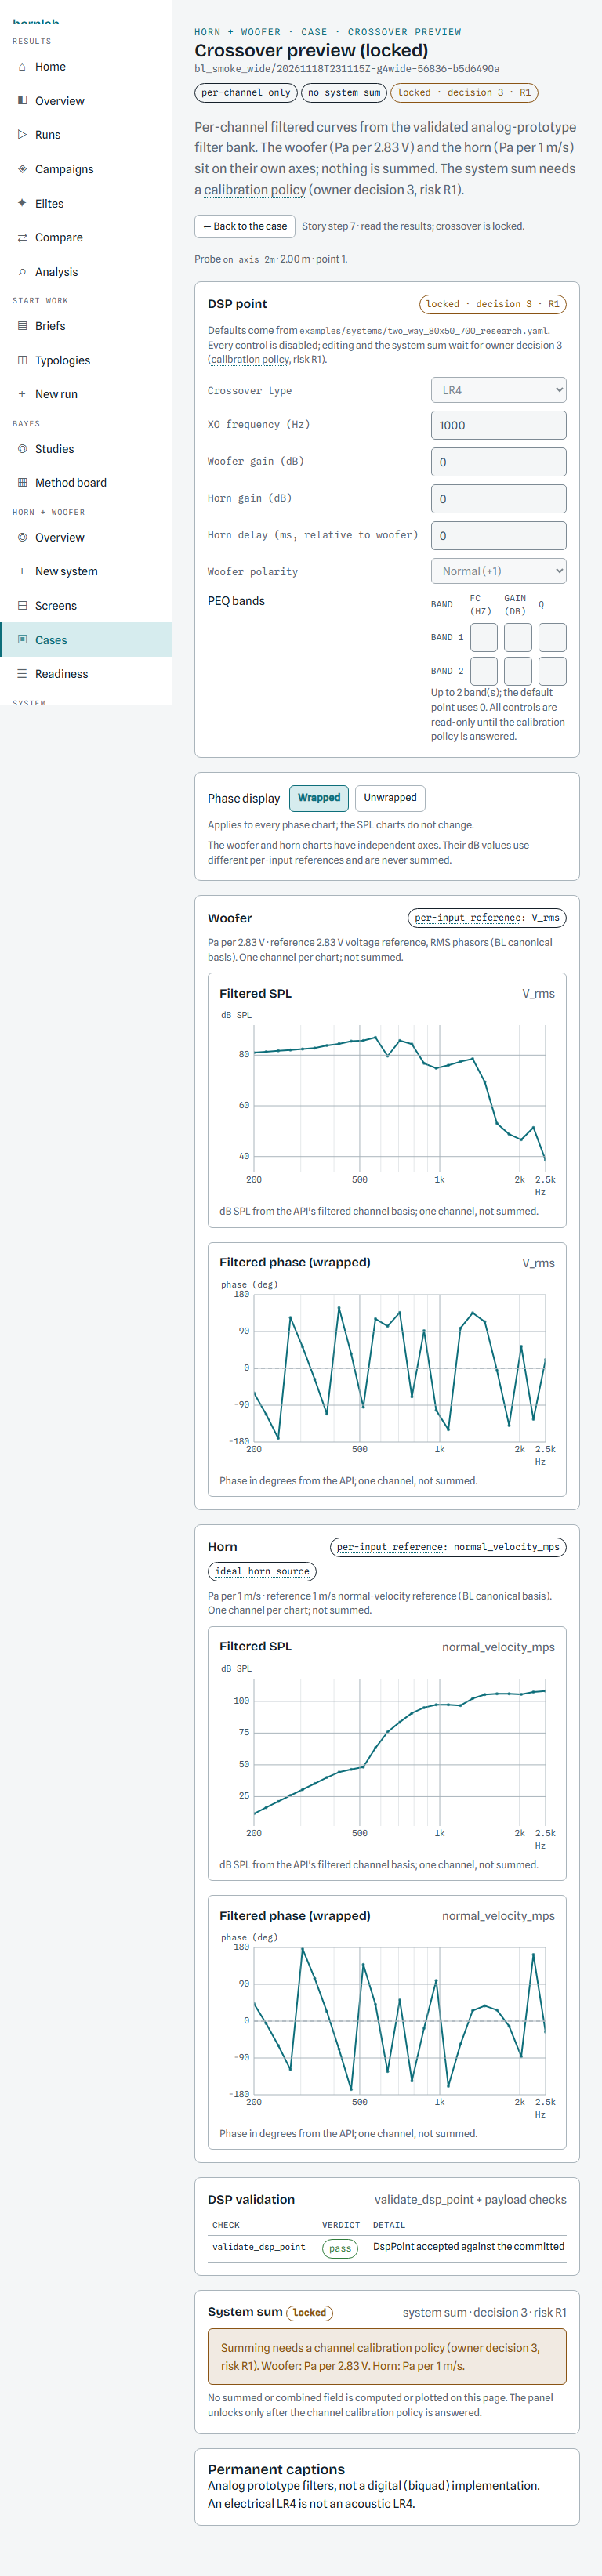 RESULTS
Home
Overview
Runs
Campaigns
Elites
Compare
Analysis
START WORK
Briefs
Typologies
New run
BAYES
Studies
Method board
HORN + WOOFER
Overview
New system
Screens
Cases
Readiness
SYSTEM
HORN + WOOFER · CASE · CROSSOVER PREVIEW
Crossover preview (locked)
bl_smoke_wide/20261118T231115Z-g4wide-56836-b5d6490a
per-channel only
no system sum
locked · decision 3 · R1
Per-channel filtered curves from the validated analog-prototype
filter bank. The woofer (Pa per 2.83 V) and the horn (Pa per 1 m/s)
sit on their own axes; nothing is summed. The system sum needs
a calibration policy (owner decision 3, risk R1).
← Back to the case
Story step 7 · read the results; crossover is locked.
Probe on_axis_2m · 2.00 m · point 1.
DSP point
locked · decision 3 · R1
Defaults come from examples/systems/two_way_80x50_700_research.yaml.
Every control is disabled; editing and the system sum wait for owner decision 3
(calibration policy, risk R1).
Crossover type
LR4
XO frequency (Hz)
1000
Woofer gain (dB)
0
Horn gain (dB)
0
Horn delay (ms, relative to woofer)
0
Woofer polarity
Normal (+1)
PEQ bands
BAND FC (HZ) GAIN (DB) Q
BAND 1
BAND 2
Up to 2 band(s); the default
point uses 0. All controls are
read-only until the calibration
policy is answered.
Phase display
Wrapped
Unwrapped
Applies to every phase chart; the SPL charts do not change.
The woofer and horn charts have independent axes. Their dB values use
different per-input references and are never summed.
Woofer
per-input reference: V_rms
Pa per 2.83 V · reference 2.83 V voltage reference, RMS phasors (BL canonical
basis). One channel per chart; not summed.
Filtered SPL
V_rms
dB SPL
80
60
40
200 500 1k 2k 2.5k
Hz
dB SPL from the API's filtered channel basis; one channel, not summed.
Filtered phase (wrapped)
V_rms
phase (deg)
180
90
0
-90
-180
200 500 1k 2k 2.5k
Hz
Phase in degrees from the API; one channel, not summed.
Horn
per-input reference: normal_velocity_mps
ideal horn source
Pa per 1 m/s · reference 1 m/s normal-velocity reference (BL canonical basis).
One channel per chart; not summed.
Filtered SPL
normal_velocity_mps
dB SPL
100
75
50
25
200 500 1k 2k 2.5k
Hz
dB SPL from the API's filtered channel basis; one channel, not summed.
Filtered phase (wrapped)
normal_velocity_mps
phase (deg)
180
90
0
-90
-180
200 500 1k 2k 2.5k
Hz
Phase in degrees from the API; one channel, not summed.
DSP validation
validate_dsp_point + payload checks
CHECK VERDICT DETAIL
validate_dsp_point pass DspPoint accepted against the committed
System sum locked
system sum · decision 3 · risk R1
Summing needs a channel calibration policy (owner decision 3,
risk R1). Woofer: Pa per 2.83 V. Horn: Pa per 1 m/s.
No summed or combined field is computed or plotted on this page. The panel
unlocks only after the channel calibration policy is answered.
Permanent captions
Analog prototype filters, not a digital (biquad) implementation.
An electrical LR4 is not an acoustic LR4.